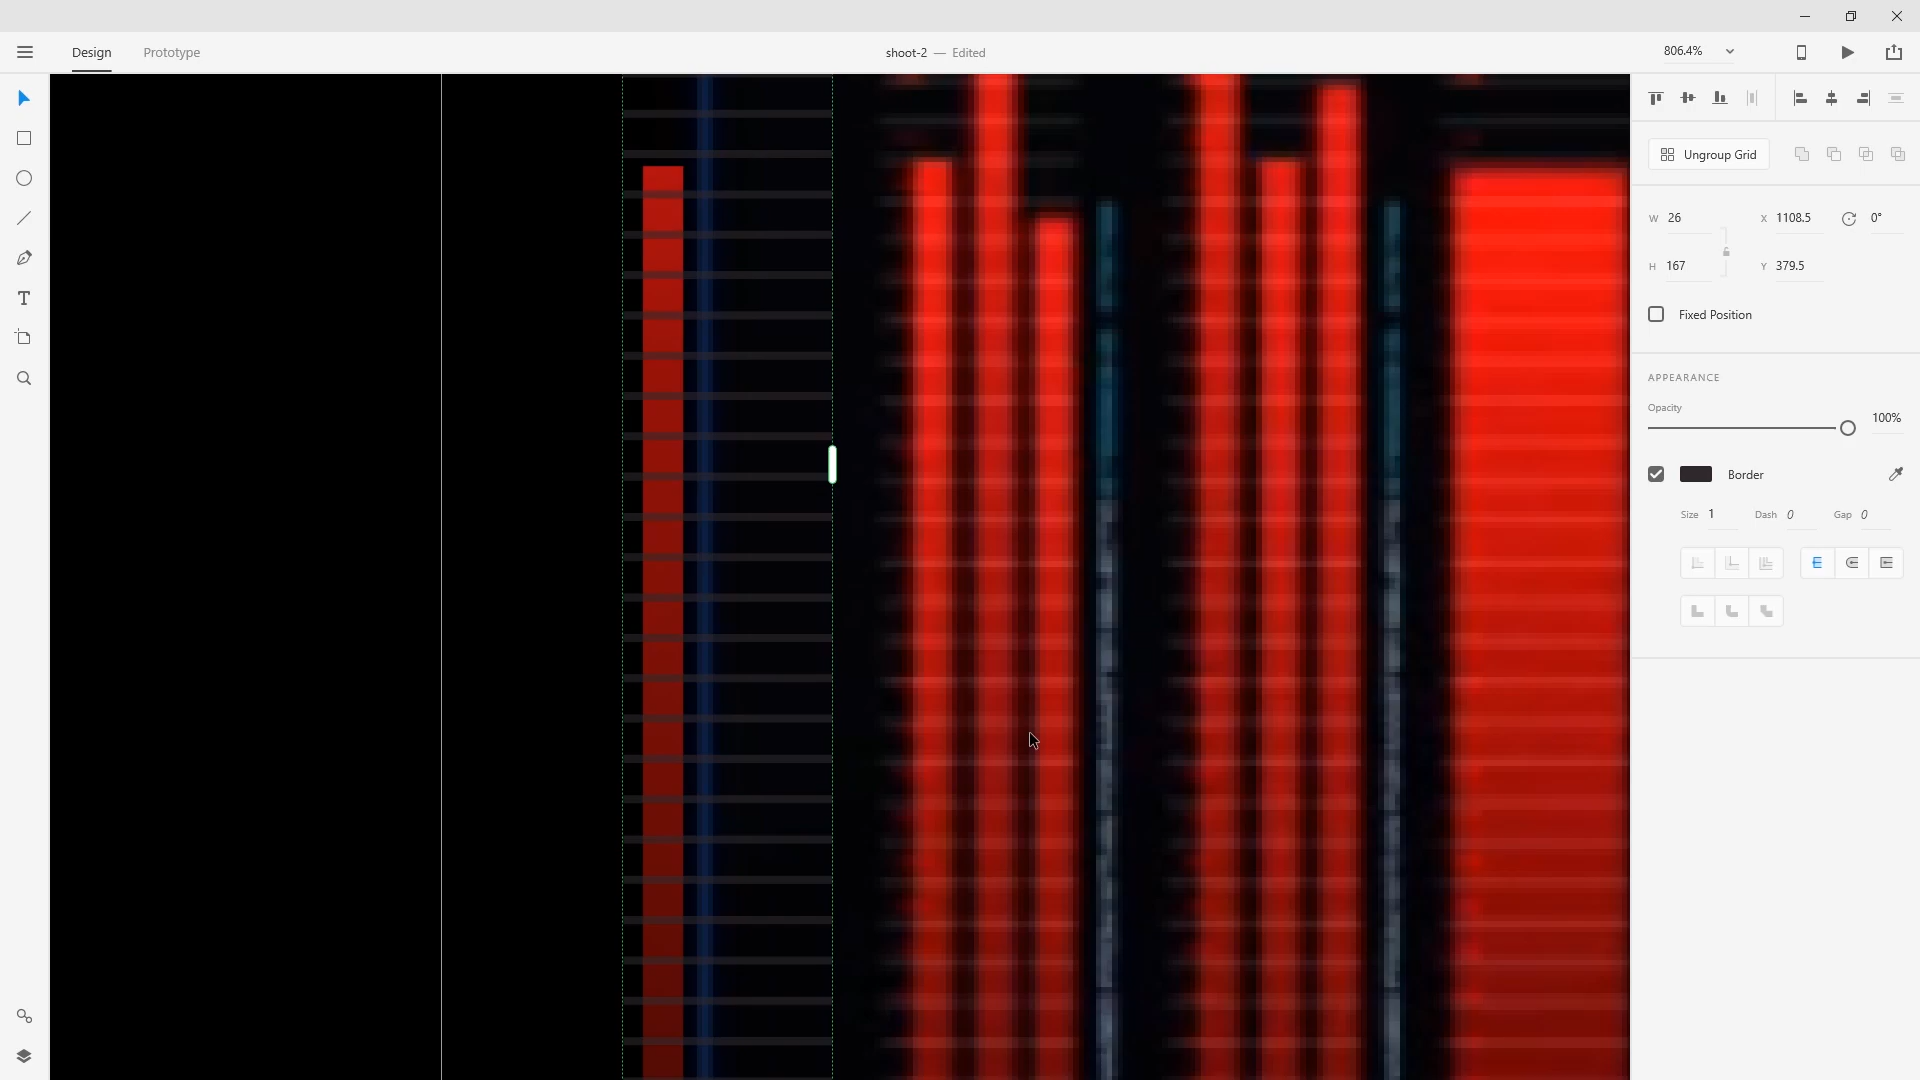 Design
Prototype
shoot-2 — Edited
806.4%
Ungroup Grid
W 26
X 1108.5
0°
H 167
Y 379.5
Fixed Position
APPEARANCE
Opacity
100%
Border
Size 1
Dash 0
Gap 0
T